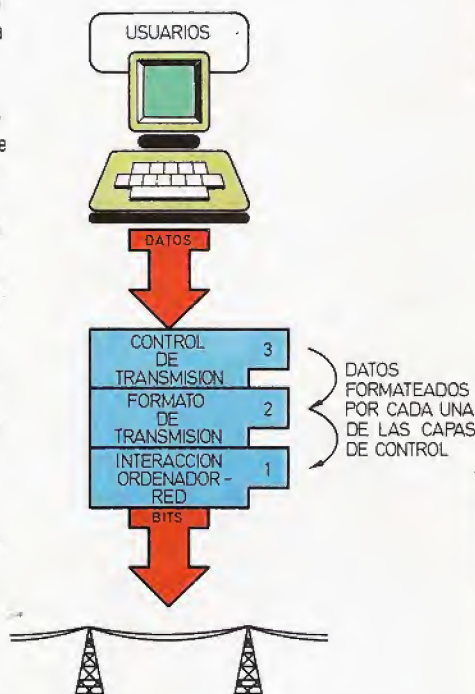 a
e
USUARIOS
DATOS
CONTROL
DE
TRANSMISION
3
FORMATO
DE
TRANSMISION
2
INTERACCION
ORDENADOR-
RED
1
DATOS
FORMATEADOS
POR CADA UNA
DE LAS CAPAS
DE CONTROL
BITS